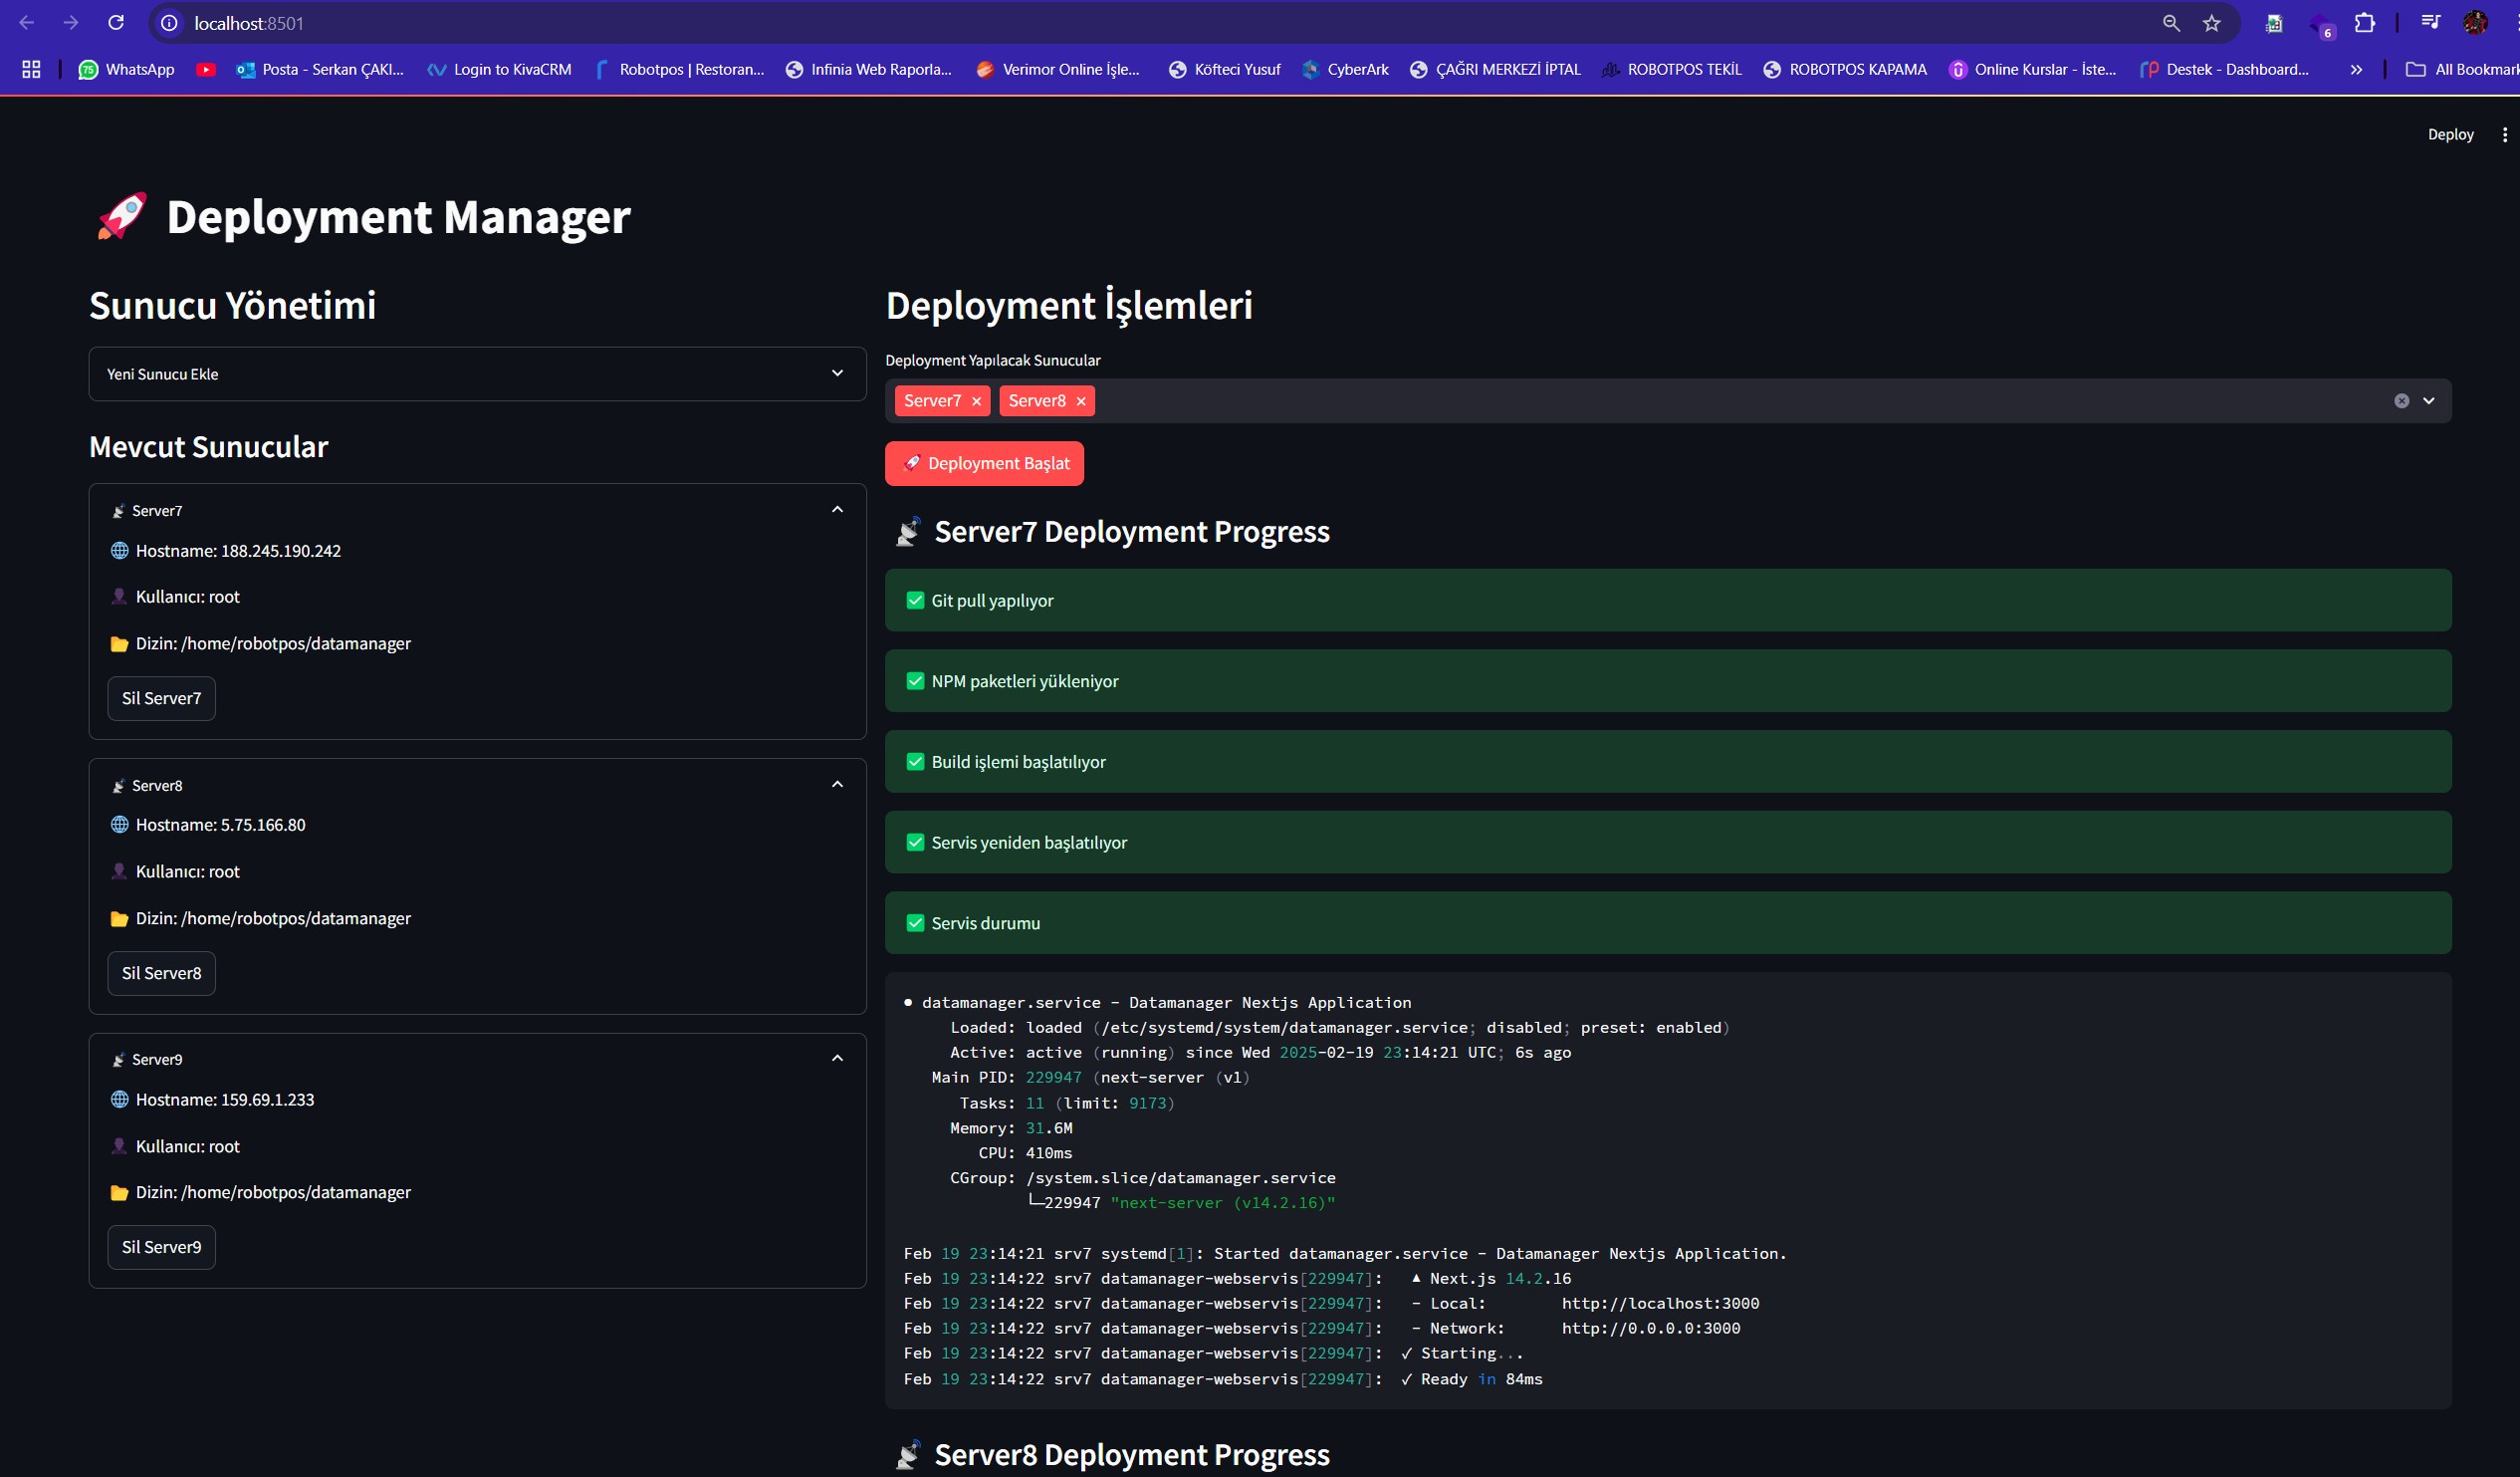 localhost:8501
6
75 WhatsApp
Posta - Serkan ÇAKI...
Login to KivaCRM
Robotpos | Restoran...
Infinia Web Raporla...
Verimor Online İşle...
Köfteci Yusuf
CyberArk
ÇAĞRI MERKEZİ İPTAL
ROBOTPOS TEKİL
ROBOTPOS KAPAMA
Online Kurslar - İste...
Destek - Dashboard...
»
All Bookmark
Deploy
🚀 Deployment Manager
Sunucu Yönetimi
Yeni Sunucu Ekle
Mevcut Sunucular
Server7
Hostname: 188.245.190.242
Kullanıcı: root
Dizin: /home/robotpos/datamanager
Sil Server7
Server8
Hostname: 5.75.166.80
Kullanıcı: root
Dizin: /home/robotpos/datamanager
Sil Server8
Server9
Hostname: 159.69.1.233
Kullanıcı: root
Dizin: /home/robotpos/datamanager
Sil Server9
Deployment İşlemleri
Deployment Yapılacak Sunucular
Server7 × Server8 ×
🚀 Deployment Başlat
Server7 Deployment Progress
✅ Git pull yapılıyor
✅ NPM paketleri yükleniyor
✅ Build işlemi başlatılıyor
✅ Servis yeniden başlatılıyor
✅ Servis durumu
● datamanager.service - Datamanager Nextjs Application
Loaded: loaded (/etc/systemd/system/datamanager.service; disabled; preset: enabled)
Active: active (running) since Wed 2025-02-19 23:14:21 UTC; 6s ago
Main PID: 229947 (next-server (v1)
Tasks: 11 (limit: 9173)
Memory: 31.6M
CPU: 410ms
CGroup: /system.slice/datamanager.service
└─229947 "next-server (v14.2.16)"
Feb 19 23:14:21 srv7 systemd[1]: Started datamanager.service - Datamanager Nextjs Application.
Feb 19 23:14:22 srv7 datamanager-webservis[229947]: ▲ Next.js 14.2.16
Feb 19 23:14:22 srv7 datamanager-webservis[229947]: - Local: http://localhost:3000
Feb 19 23:14:22 srv7 datamanager-webservis[229947]: - Network: http://0.0.0.0:3000
Feb 19 23:14:22 srv7 datamanager-webservis[229947]: ✓ Starting...
Feb 19 23:14:22 srv7 datamanager-webservis[229947]: ✓ Ready in 84ms
Server8 Deployment Progress